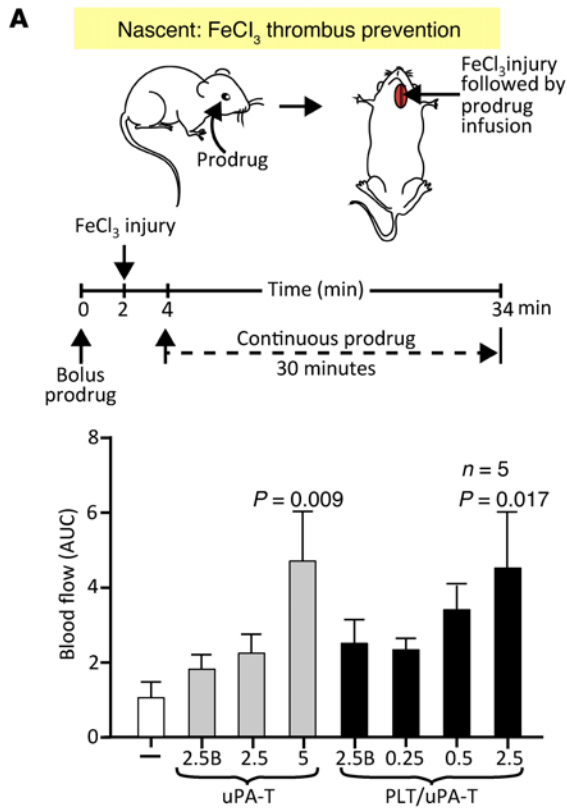 A
Nascent: FeCl₃ thrombus prevention
FeCl₃injury
followed by
prodrug
infusion
Prodrug
FeCl₃ injury
Time (min)
0 2 4 34 min
Continuous prodrug
30 minutes
Bolus
prodrug
Blood flow (AUC)
8
6
4
2
0
n = 5
P = 0.009 P = 0.017
– 2.5B 2.5 5 2.5B 0.25 0.5 2.5
uPA-T PLT/uPA-T